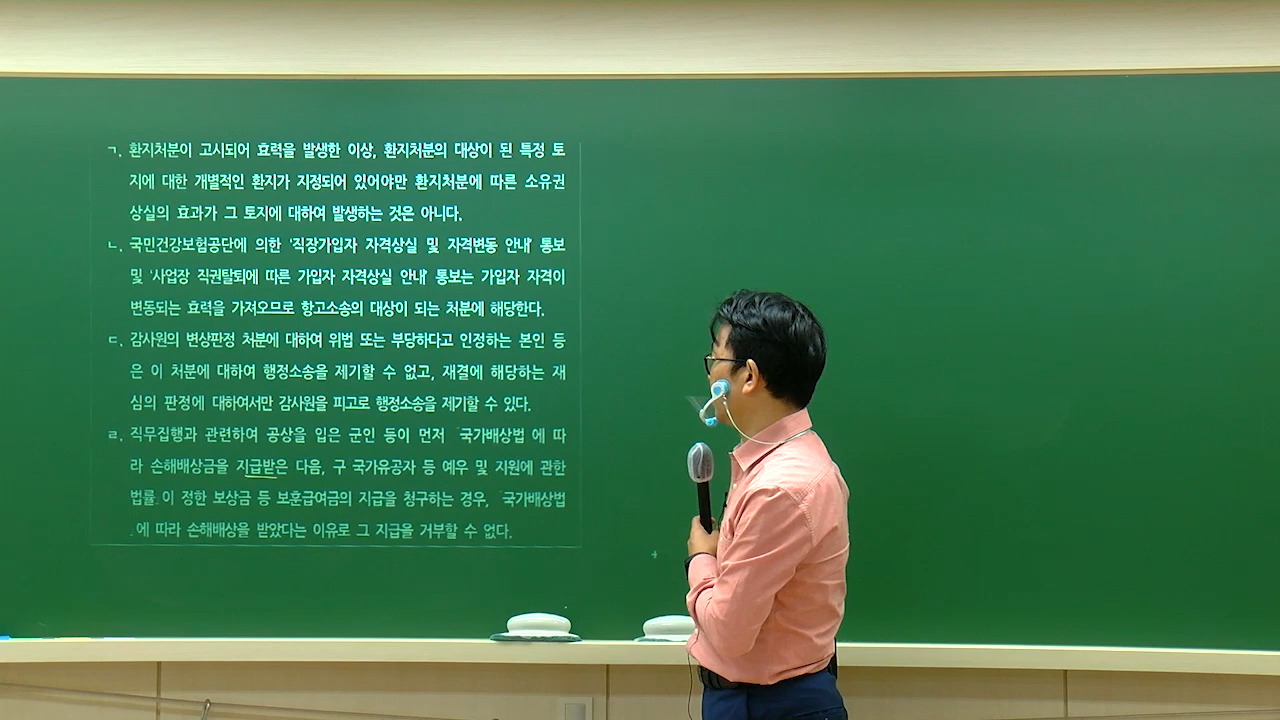 ㄱ. 환지처분이 고시되어 효력을 발생한 이상, 환지처분의 대상이 된 특정 토
지에 대한 개별적인 환지가 지정되어 있어야만 환지처분에 따른 소유권
상실의 효과가 그 토지에 대하여 발생하는 것은 아니다.
ㄴ. 국민건강보험공단에 의한 '직장가입자 자격상실 및 자격변동 안내' 통보
및 '사업장 직권탈퇴에 따른 가입자 자격상실 안내' 통보는 가입자 자격이
변동되는 효력을 가져오므로 항고소송의 대상이 되는 처분에 해당한다.
ㄷ. 감사원의 변상판정 처분에 대하여 위법 또는 부당하다고 인정하는 본인 등
은 이 처분에 대하여 행정소송을 제기할 수 없고, 재결에 해당하는 재
심의 판정에 대하여서만 감사원을 피고로 행정소송을 제기할 수 있다.
ㄹ. 직무집행과 관련하여 공상을 입은 군인 등이 먼저 「국가배상법」에 따
라 손해배상금을 지급받은 다음, 구 「국가유공자 등 예우 및 지원에 관한
법률」이 정한 보상금 등 보훈급여금의 지급을 청구하는 경우, 「국가배상법
」에 따라 손해배상을 받았다는 이유로 그 지급을 거부할 수 없다.